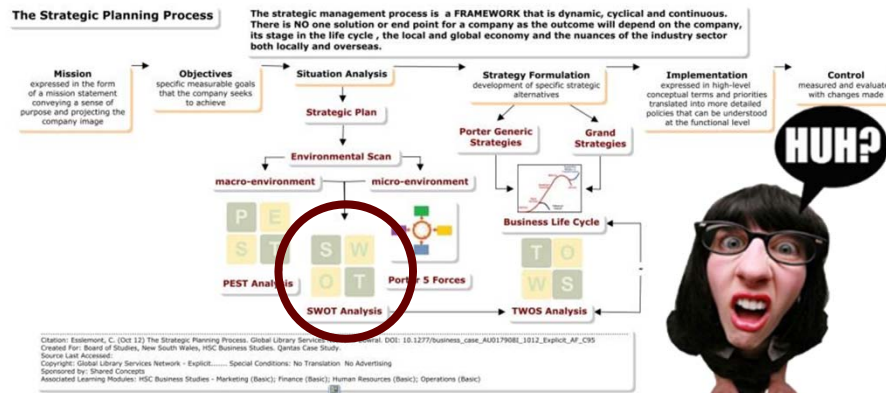 The Strategic Planning Process
The strategic management process is a FRAMEWORK that is dynamic, cyclical and continuous.
There is NO one solution or end point for a company as the outcome will depend on the company,
its stage in the life cycle , the local and global economy and the nuances of the industry sector
both locally and overseas.
Mission
expressed in the form
of a mission statement
conveying a sense of
purpose and projecting the
company image
Objectives
specific measurable goals
that the company seeks
to achieve
Situation Analysis
Strategy Formulation
development of specific strategic
alternatives
Implementation
expressed in high-level
conceptual terms and priorities
translated into more detailed
policies that can be understood
at the functional level
Control
measured and evaluate
with changes made
Strategic Plan
Porter Generic
Strategies
Grand
Strategies
HUH?
Environmental Scan
macro-environment
micro-environment
Business Life Cycle
P E
S T
S W
O T
T O
W S
PEST Analysis
Porter 5 Forces
SWOT Analysis
TWOS Analysis
Citation: Esslemont, C. (Oct 12) The Strategic Planning Process. Global Library Services DOI: 10.1277/business_case_AU01798I_1012_Explicit_AF_C95
Created For: Board of Studies, New South Wales, HSC Business Studies. Qantas Case Study.
Source Last Accessed:
Copyright: Global Library Services Network - Explicit........ Special Conditions: No Translation No Advertising
Sponsored by: Shared Concepts
Associated Learning Modules: HSC Business Studies - Marketing (Basic); Finance (Basic); Human Resources (Basic); Operations (Basic)